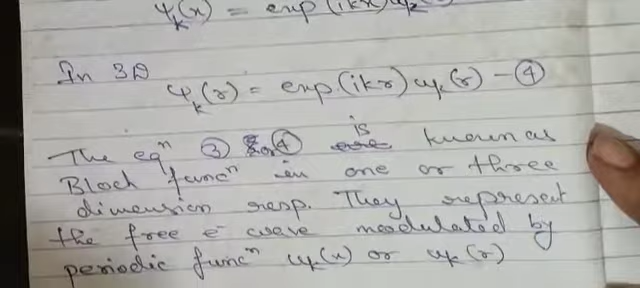 ψₖ(x) = exp(ikx) uₖ(x)
In 3D
ψₖ(r) = exp(ikr) uₖ(r) – ④
The eqⁿ ③ or ④ is known as
Bloch funcⁿ in one or three
dimension resp. They represent
the free e⁻ wave modulated by
periodic funcⁿ uₖ(x) or uₖ(r)